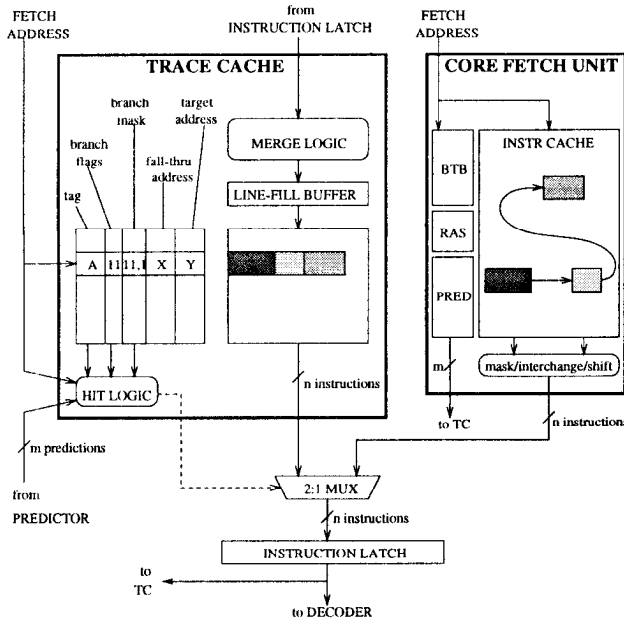 FETCH
ADDRESS
from
INSTRUCTION LATCH
FETCH
ADDRESS
TRACE CACHE
CORE FETCH UNIT
branch
mask
target
address
branch
flags
fall-thru
address
tag
MERGE LOGIC
LINE-FILL BUFFER
BTB
INSTR CACHE
RAS
PRED
A
11
11,1
X
Y
HIT LOGIC
n instructions
m
mask/interchange/shift
to TC
n instructions
m predictions
from
PREDICTOR
2:1 MUX
n instructions
INSTRUCTION LATCH
to
TC
to DECODER